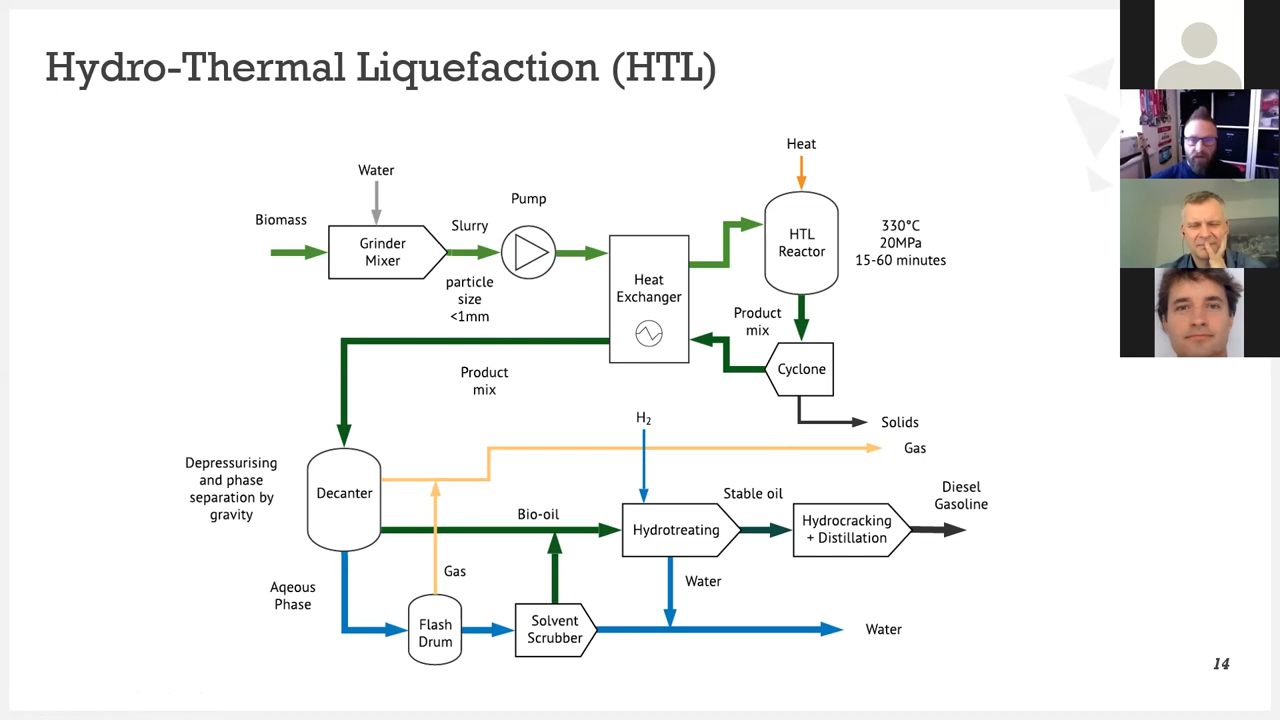 Hydro-Thermal Liquefaction (HTL)
Heat
Water
Pump
Biomass
Slurry
Grinder
Mixer
HTL
Reactor
330°C
20MPa
15-60 minutes
Heat
Exchanger
particle
size
<1mm
Product
mix
Cyclone
Product
mix
H2
Solids
Gas
Depressurising
and phase
separation by
gravity
Decanter
Bio-oil
Stable oil
Diesel
Gasoline
Hydrotreating
Hydrocracking
+ Distillation
Gas
Water
Aqeous
Phase
Flash
Drum
Solvent
Scrubber
Water
14